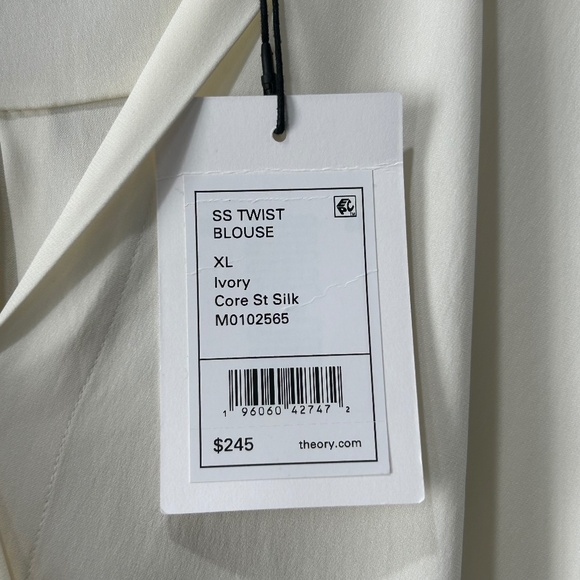 SS TWIST
BLOUSE
XL
Ivory
Core St Silk
M0102565
1 96060 42747 2
$245 theory.com